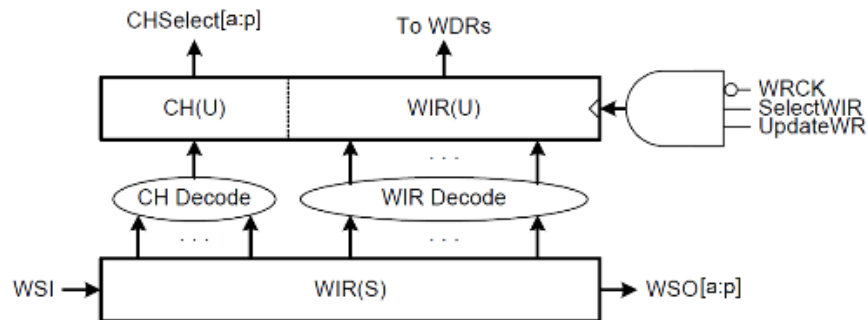 CHSelect[a:p]
To WDRs
CH(U)
WIR(U)
WRCK
SelectWIR
UpdateWR
. . .
CH Decode
WIR Decode
. . .
. . .
WSI
WIR(S)
WSO[a:p]